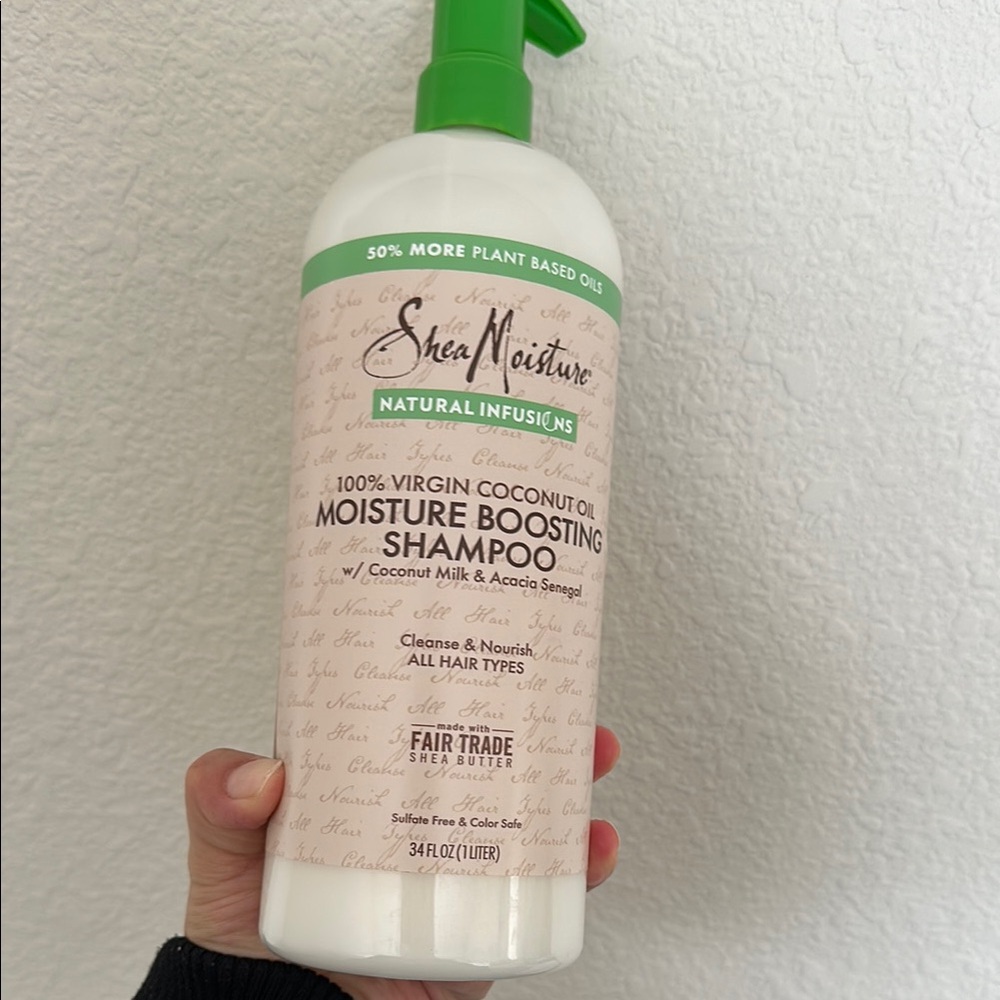 50% MORE PLANT BASED OILS
SheaMoisture
NATURAL INFUSIONS
100% VIRGIN COCONUT OIL
MOISTURE BOOSTING
SHAMPOO
w/ Coconut Milk & Acacia Senegal
Cleanse & Nourish
ALL HAIR TYPES
made with
FAIR TRADE
SHEA BUTTER
Sulfate Free & Color Safe
34 FL OZ (1 LITER)